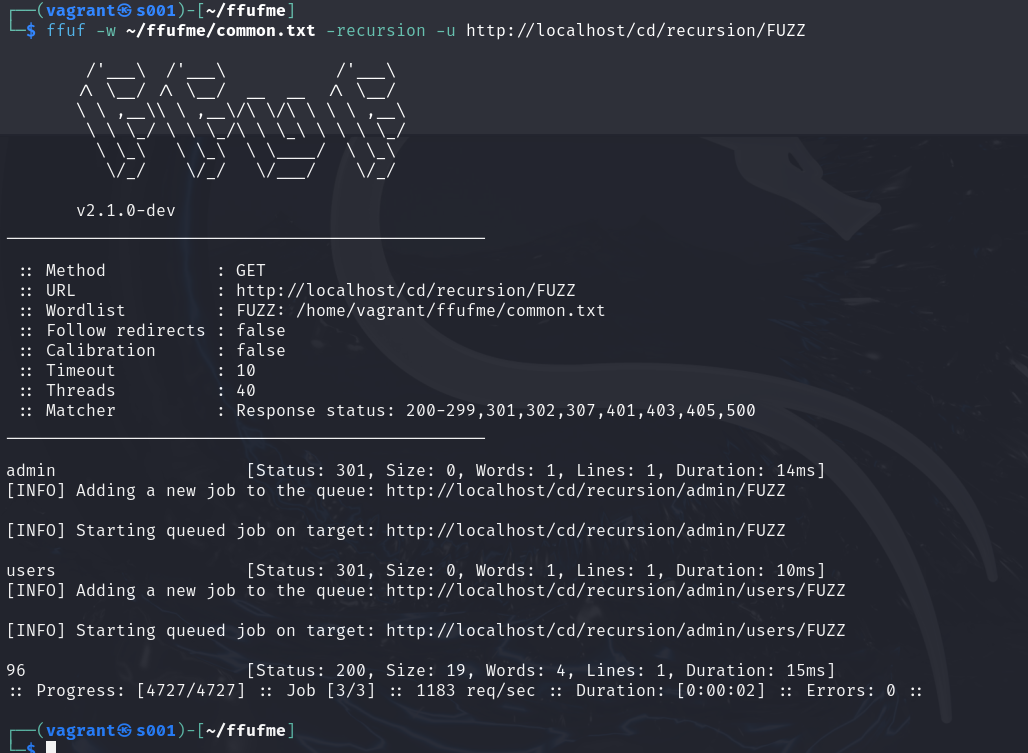 ┌──(vagrant㉿s001)-[~/ffufme]
└─$ ffuf -w ~/ffufme/common.txt -recursion -u http://localhost/cd/recursion/FUZZ

        /'___\  /'___\           /'___\
       /\ \__/ /\ \__/  __  __  /\ \__/
       \ \ ,__\\ \ ,__\/\ \/\ \ \ \ ,__\
        \ \ \_/ \ \ \_/\ \ \_\ \ \ \ \_/
         \ \_\   \ \_\  \ \____/  \ \_\
          \/_/    \/_/   \/___/    \/_/

       v2.1.0-dev
________________________________________________

 :: Method           : GET
 :: URL              : http://localhost/cd/recursion/FUZZ
 :: Wordlist         : FUZZ: /home/vagrant/ffufme/common.txt
 :: Follow redirects : false
 :: Calibration      : false
 :: Timeout          : 10
 :: Threads          : 40
 :: Matcher          : Response status: 200-299,301,302,307,401,403,405,500
________________________________________________

admin                   [Status: 301, Size: 0, Words: 1, Lines: 1, Duration: 14ms]
[INFO] Adding a new job to the queue: http://localhost/cd/recursion/admin/FUZZ

[INFO] Starting queued job on target: http://localhost/cd/recursion/admin/FUZZ

users                   [Status: 301, Size: 0, Words: 1, Lines: 1, Duration: 10ms]
[INFO] Adding a new job to the queue: http://localhost/cd/recursion/admin/users/FUZZ

[INFO] Starting queued job on target: http://localhost/cd/recursion/admin/users/FUZZ

96                      [Status: 200, Size: 19, Words: 4, Lines: 1, Duration: 15ms]
:: Progress: [4727/4727] :: Job [3/3] :: 1183 req/sec :: Duration: [0:00:02] :: Errors: 0 ::

┌──(vagrant㉿s001)-[~/ffufme]
└─$